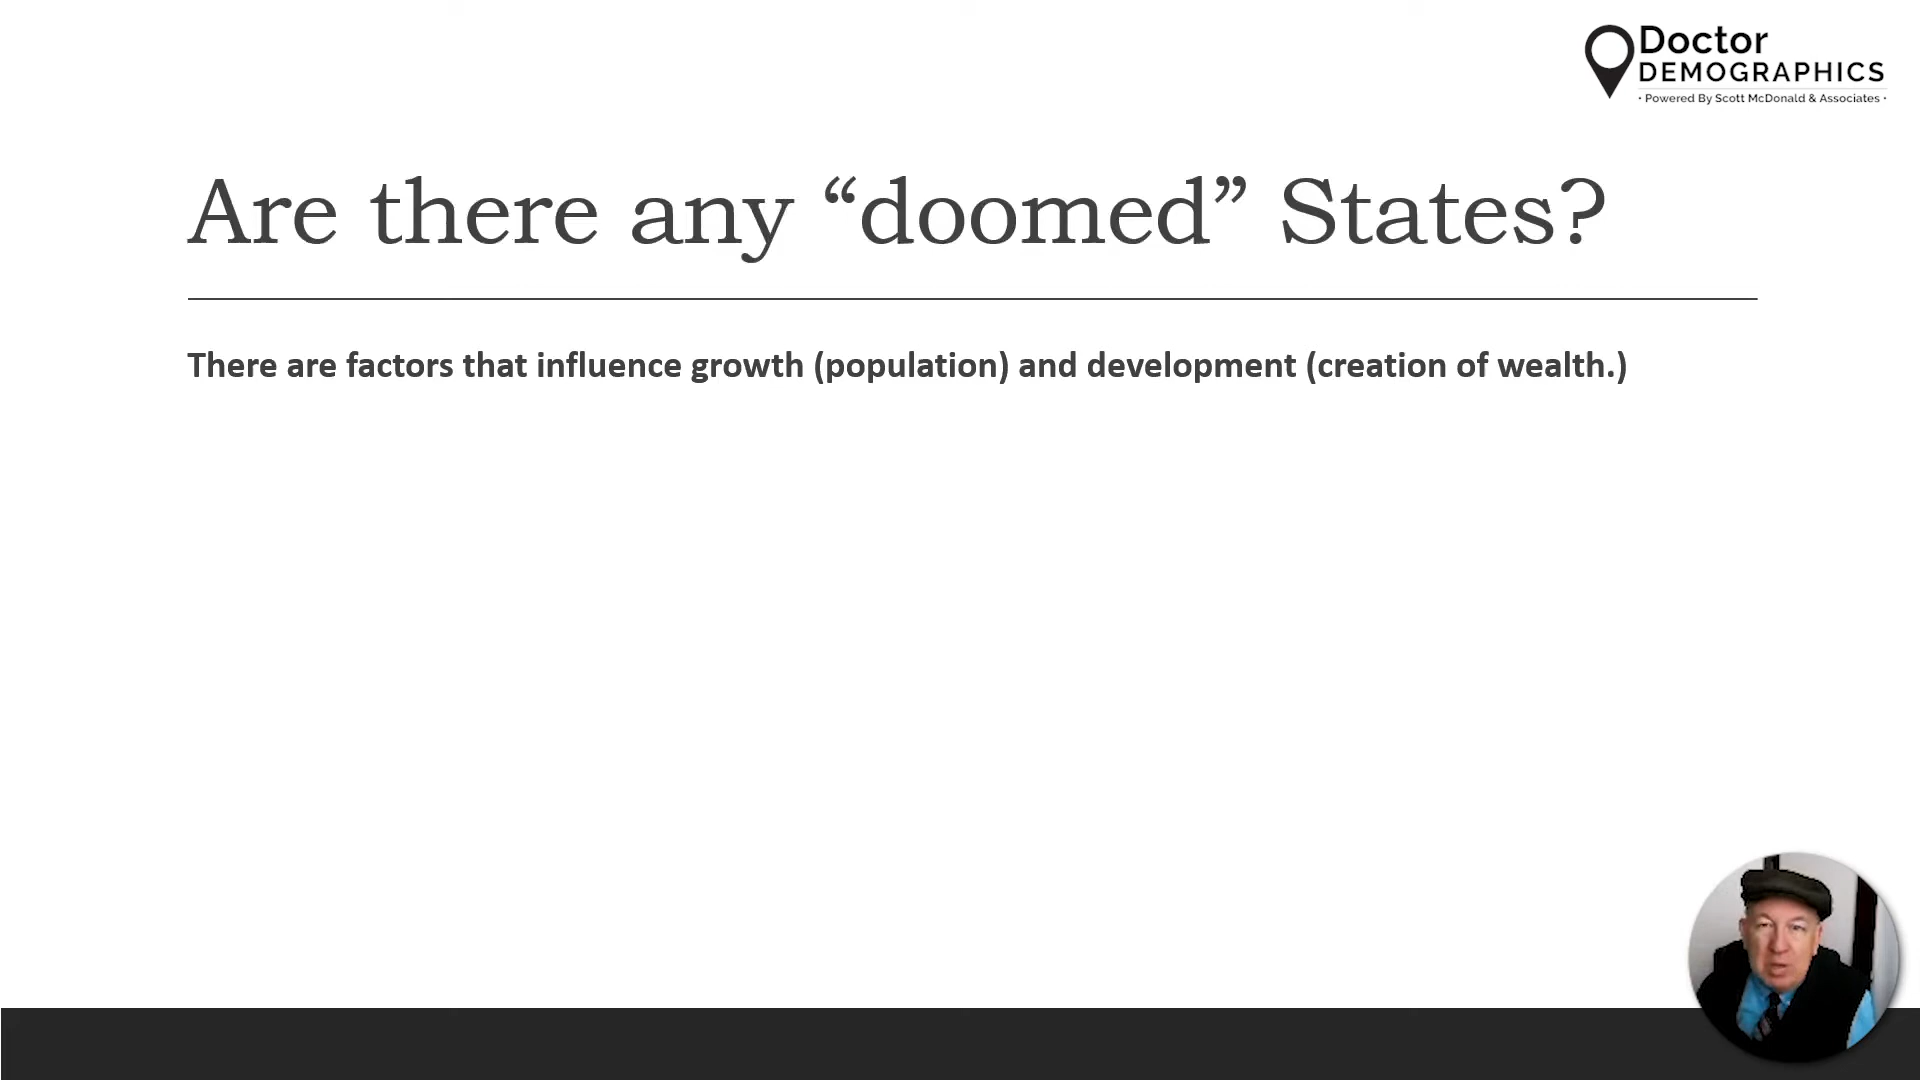 Doctor
DEMOGRAPHICS
• Powered By Scott McDonald & Associates •
Are there any “doomed” States?
There are factors that influence growth (population) and development (creation of wealth.)